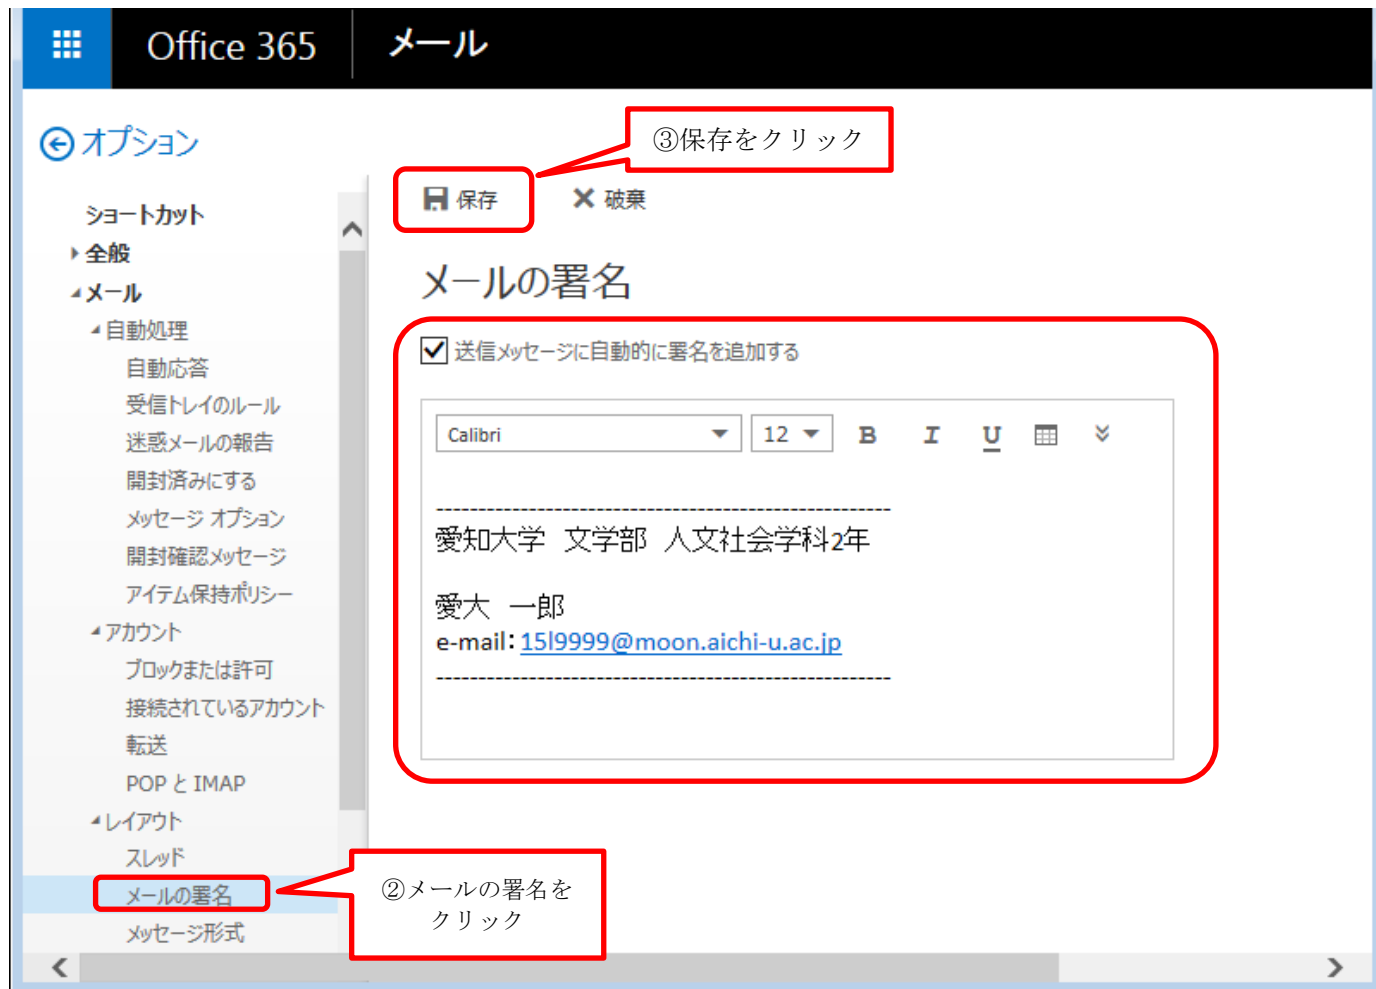 Office 365
メール
オプション
③保存をクリック
保存
破棄
ショートカット
全般
メール
自動処理
自動応答
受信トレイのルール
迷惑メールの報告
開封済みにする
メッセージ オプション
開封確認メッセージ
アイテム保持ポリシー
アカウント
ブロックまたは許可
接続されているアカウント
転送
POP と IMAP
レイアウト
スレッド
メールの署名
メッセージ形式
メールの署名
送信メッセージに自動的に署名を追加する
Calibri
12
B I U
------------------------------------------------------
愛知大学 文学部 人文社会学科2年
愛大 一郎
e-mail：15l9999@moon.aichi-u.ac.jp
------------------------------------------------------
②メールの署名を
クリック